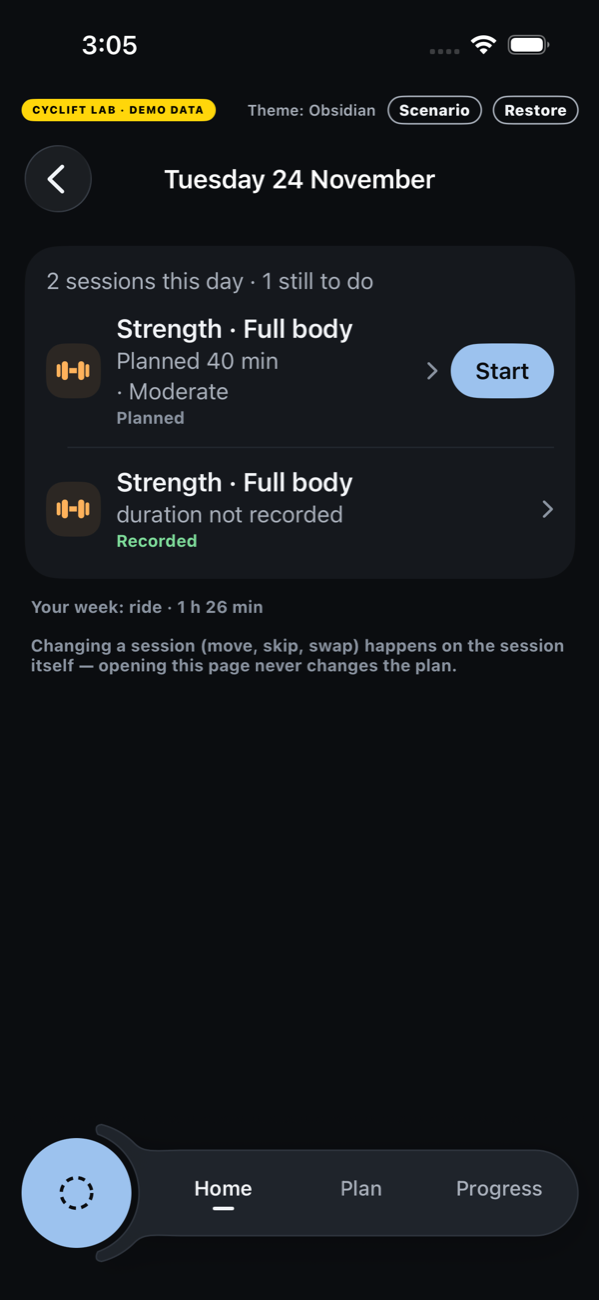 3:05
CYCLIFT LAB · DEMO DATA
Theme: Obsidian
Scenario
Restore
Tuesday 24 November
2 sessions this day · 1 still to do
Strength · Full body
Planned 40 min
· Moderate
Planned
Start
Strength · Full body
duration not recorded
Recorded
Your week: ride · 1 h 26 min
Changing a session (move, skip, swap) happens on the session
itself — opening this page never changes the plan.
Home
Plan
Progress